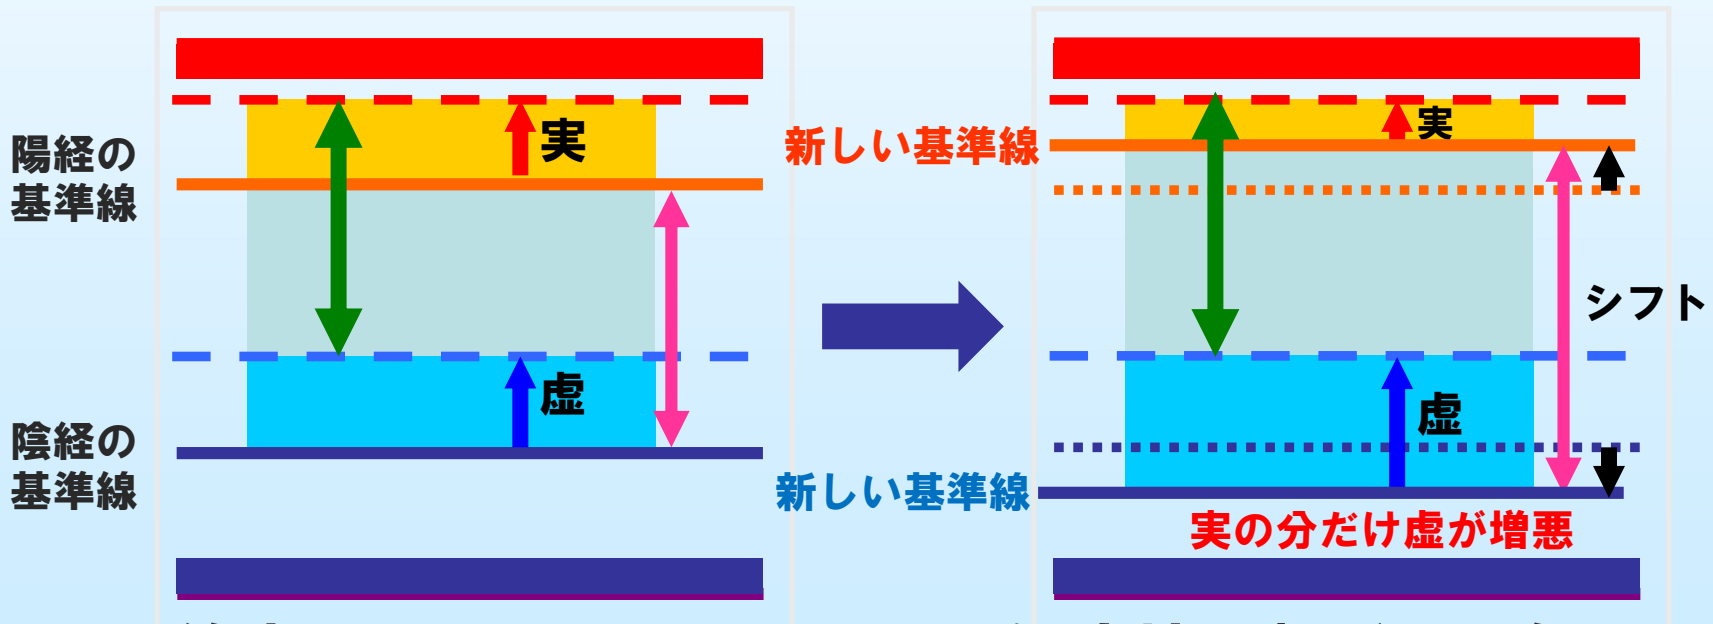 陽経の
基準線
実
虚
陰経の
基準線
新しい基準線
実
シフト
虚
新しい基準線
実の分だけ虚が増悪